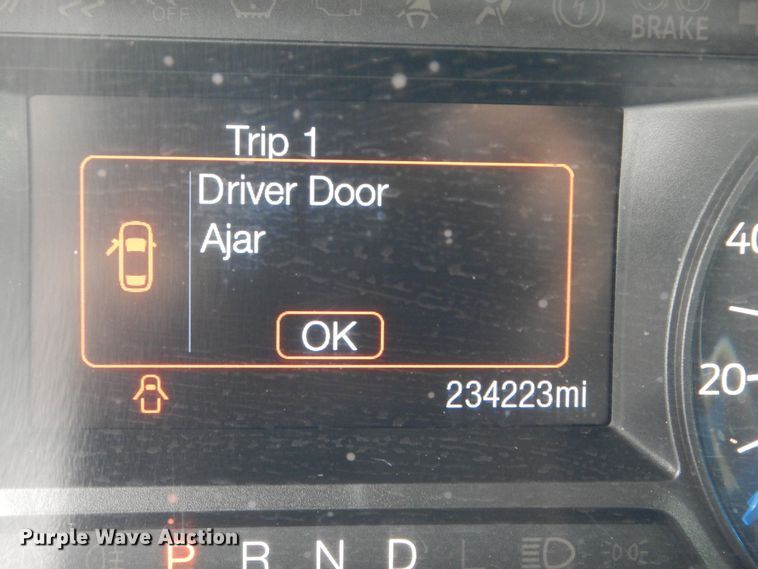 OFF
BRAKE
Trip 1
Driver Door
Ajar
OK
40
20
234223mi
Purple Wave Auction
P R N D L